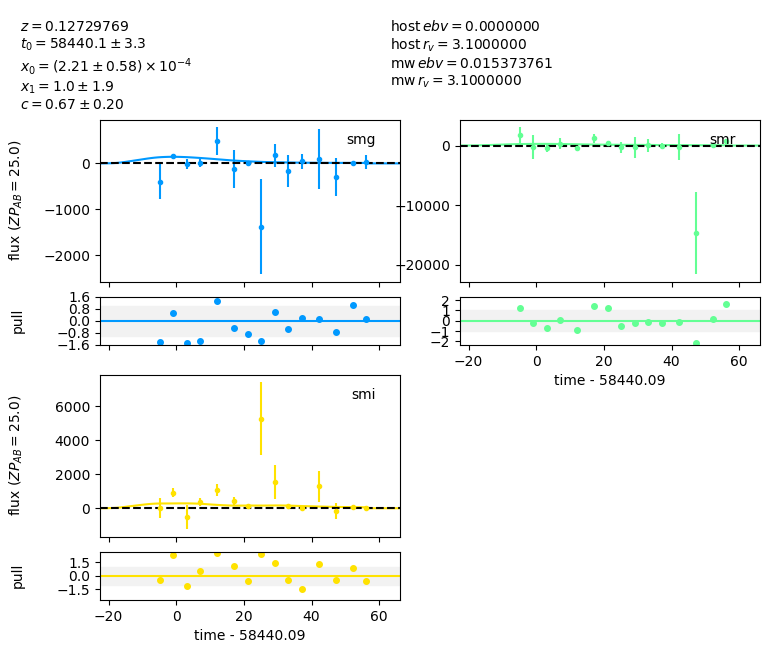 z = 0.12729769
t₀ = 58440.1 ± 3.3
x₀ = (2.21 ± 0.58) × 10⁻⁴
x₁ = 1.0 ± 1.9
c = 0.67 ± 0.20
host ebv = 0.0000000
host r_v = 3.1000000
mw ebv = 0.015373761
mw r_v = 3.1000000
flux (ZP_AB = 25.0)
0
−1000
−2000
smg
0
−10000
−20000
smr
pull
1.6
0.8
0.0
−0.8
−1.6
2
1
0
−1
−2
−20
0
20
40
60
time - 58440.09
flux (ZP_AB = 25.0)
6000
4000
2000
0
smi
pull
1.5
0.0
−1.5
−20
0
20
40
60
time - 58440.09